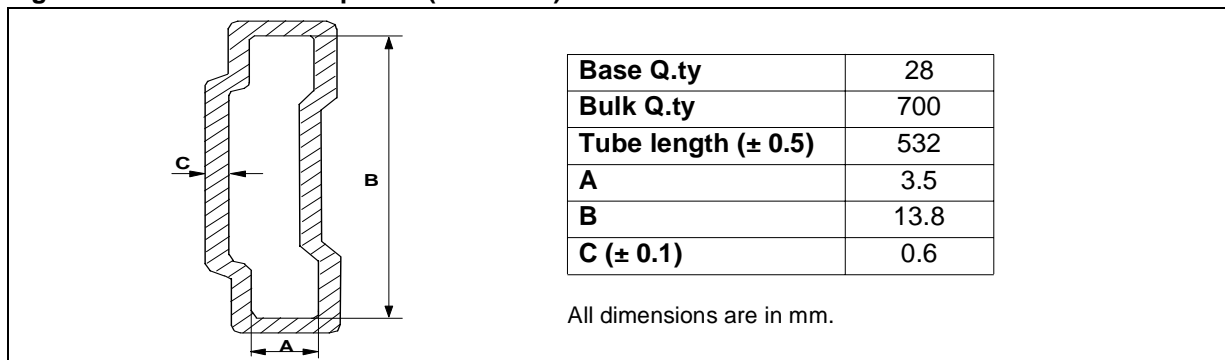 C
B
A
Base Q.ty 28
Bulk Q.ty 700
Tube length (± 0.5) 532
A 3.5
B 13.8
C (± 0.1) 0.6
All dimensions are in mm.